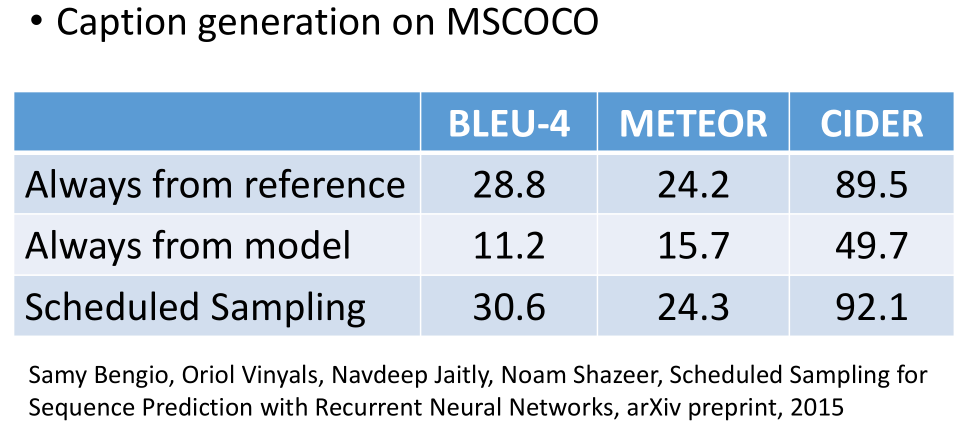 • Caption generation on MSCOCO
BLEU-4 METEOR CIDER
Always from reference 28.8 24.2 89.5
Always from model 11.2 15.7 49.7
Scheduled Sampling 30.6 24.3 92.1
Samy Bengio, Oriol Vinyals, Navdeep Jaitly, Noam Shazeer, Scheduled Sampling for
Sequence Prediction with Recurrent Neural Networks, arXiv preprint, 2015